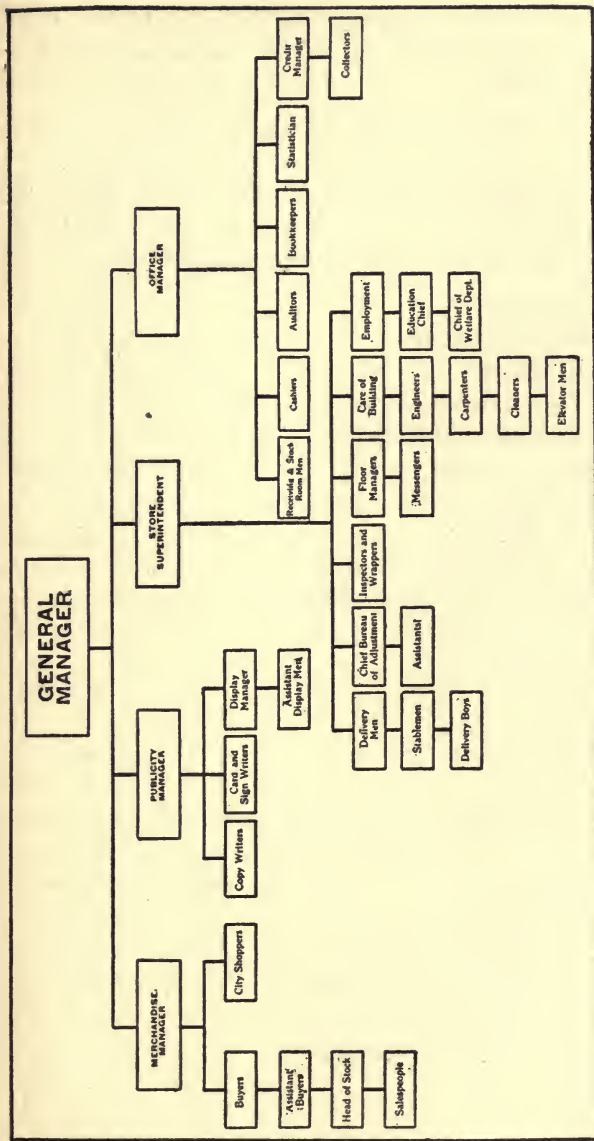 GENERAL
MANAGER
MERCHANDISE
MANAGER
PUBLICITY
MANAGER
STORE
SUPERINTENDENT
OFFICE
MANAGER
Buyers
City Shoppers
Assistant
Buyers
Head of Stock
Salespeople
Copy Writers
Card and
Sign Writers
Display
Manager
Assistant
Display Men
Delivery
Men
Stablemen
Delivery Boys
Chief Bureau
of Adjustment
Assistants
Inspectors and
Wrappers
Floor
Managers
Messengers
Care of
Building
Engineers
Carpenters
Cleaners
Elevator Men
Employment
Education
Chief
Chief of
Welfare Dept.
Receiving & Stock
Room Men
Cashiers
Auditors
Bookkeepers
Statistician
Credit
Manager
Collectors